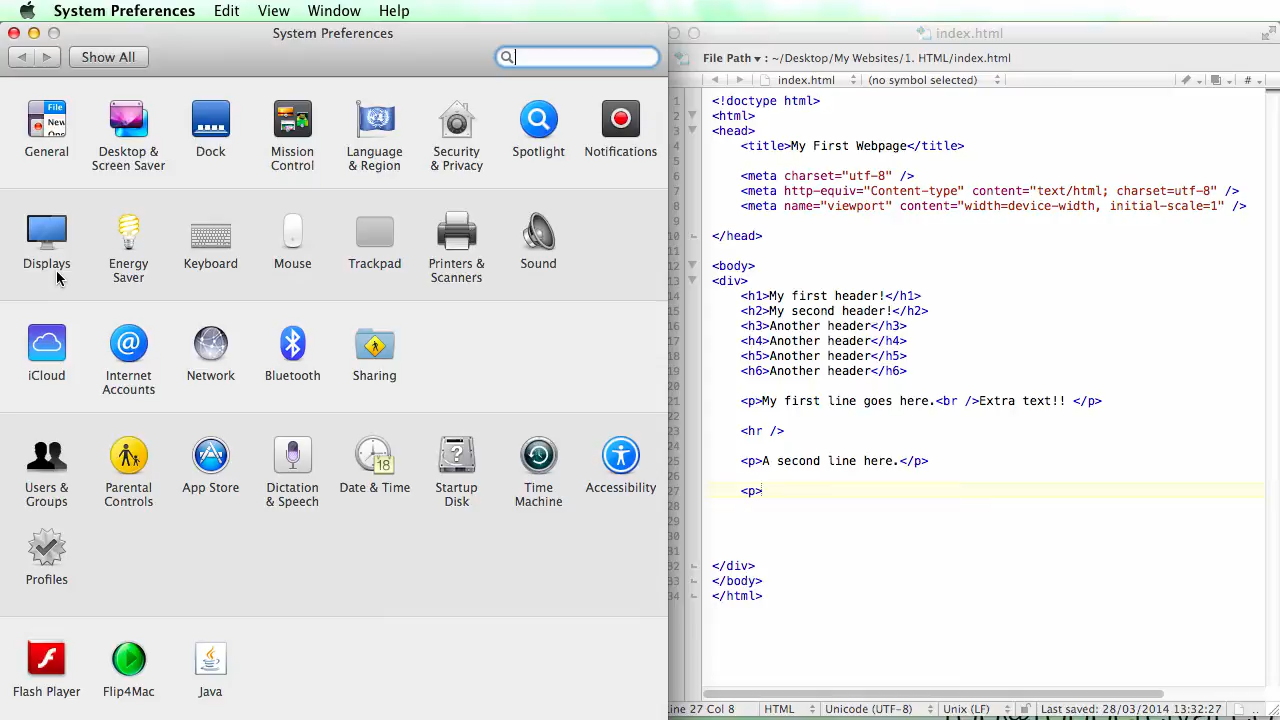 System Preferences Edit View Window Help
System Preferences
Show All
General
Desktop & Screen Saver
Dock
Mission Control
Language & Region
Security & Privacy
Spotlight
Notifications
Displays
Energy Saver
Keyboard
Mouse
Trackpad
Printers & Scanners
Sound
iCloud
Internet Accounts
Network
Bluetooth
Sharing
Users & Groups
Parental Controls
App Store
Dictation & Speech
Date & Time
Startup Disk
Time Machine
Accessibility
Profiles
Flash Player
Flip4Mac
Java
File
New
18
index.html
File Path : ~/Desktop/My Websites/1. HTML/index.html
index.html (no symbol selected) #
1 <!doctype html>
2 <html>
3 <head>
4 <title>My First Webpage</title>
5
6 <meta charset="utf-8" />
7 <meta http-equiv="Content-type" content="text/html; charset=utf-8" />
8 <meta name="viewport" content="width=device-width, initial-scale=1" />
9
10 </head>
11
12 <body>
13 <div>
14 <h1>My first header!</h1>
15 <h2>My second header!</h2>
16 <h3>Another header</h3>
17 <h4>Another header</h4>
18 <h5>Another header</h5>
19 <h6>Another header</h6>
20
21 <p>My first line goes here.<br />Extra text!! </p>
22
23 <hr />
24
25 <p>A second line here.</p>
26
27 <p>
28
29
30
31
32 </div>
33 </body>
34 </html>
Line 27 Col 8 HTML Unicode (UTF-8) Unix (LF) Last saved: 28/03/2014 13:32:27